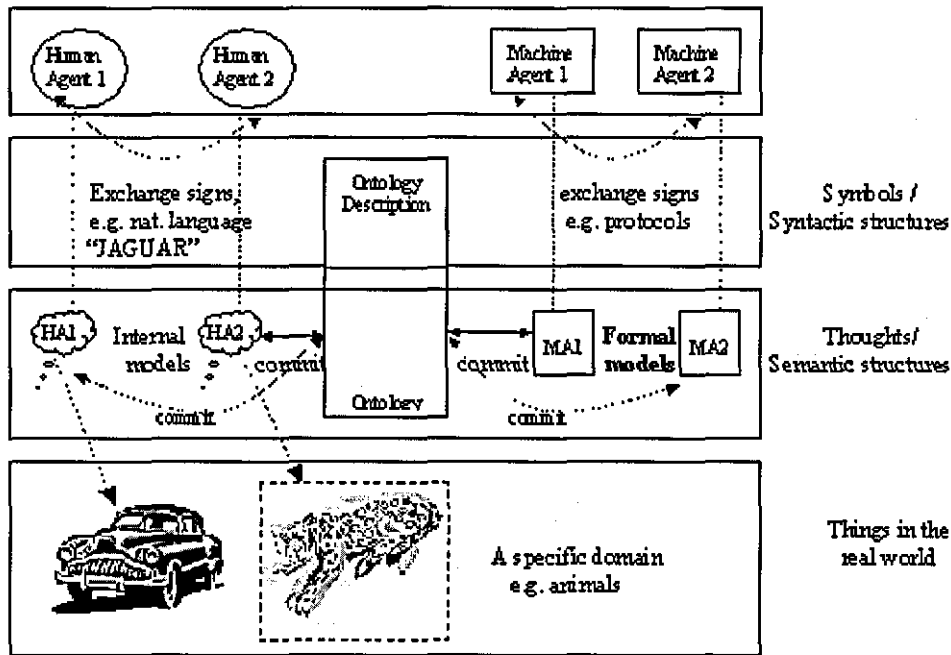 Human
Agent 1
Human
Agent 2
Machine
Agent 1
Machine
Agent 2
Exchange signs,
e.g. nat. language
“JAGUAR”
Ontology
Description
exchange signs
e.g. protocols
Symbols /
Syntactic structures
HA1
Internal
models
HA2
commit
commit
Ontology
commit
MA1
Formal
models
MA2
commit
Thoughts/
Semantic structures
A specific domain
e.g. animals
Things in the
real world